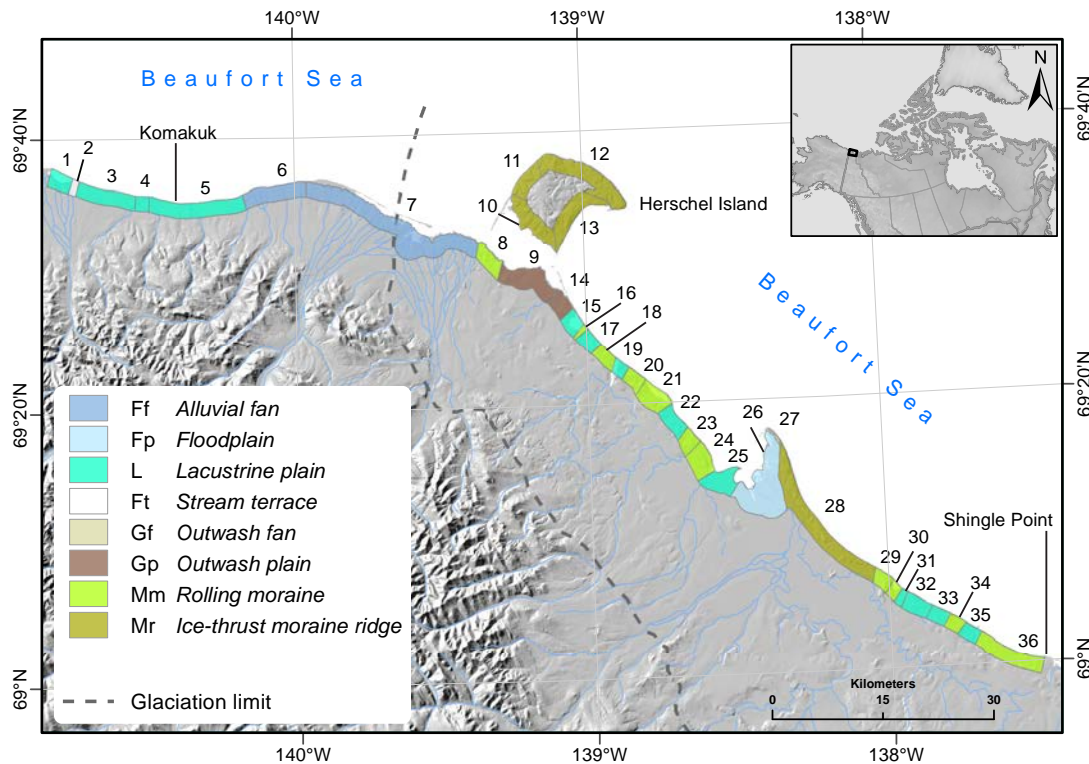 140°W
139°W
138°W
Beaufort Sea
N
69°40'N
69°40'N
Komakuk
1
2
3
4
5
6
7
8
9
10
11
12
13
Herschel Island
14
15
16
17
18
19
20
21
22
23
24
25
26
27
28
29
30
31
32
33
34
35
36
Beaufort Sea
69°20'N
69°20'N
Shingle Point
Ff Alluvial fan
Fp Floodplain
L Lacustrine plain
Ft Stream terrace
Gf Outwash fan
Gp Outwash plain
Mm Rolling moraine
Mr Ice-thrust moraine ridge
Glaciation limit
Kilometers
0 15 30
69°N
69°N
140°W
139°W
138°W